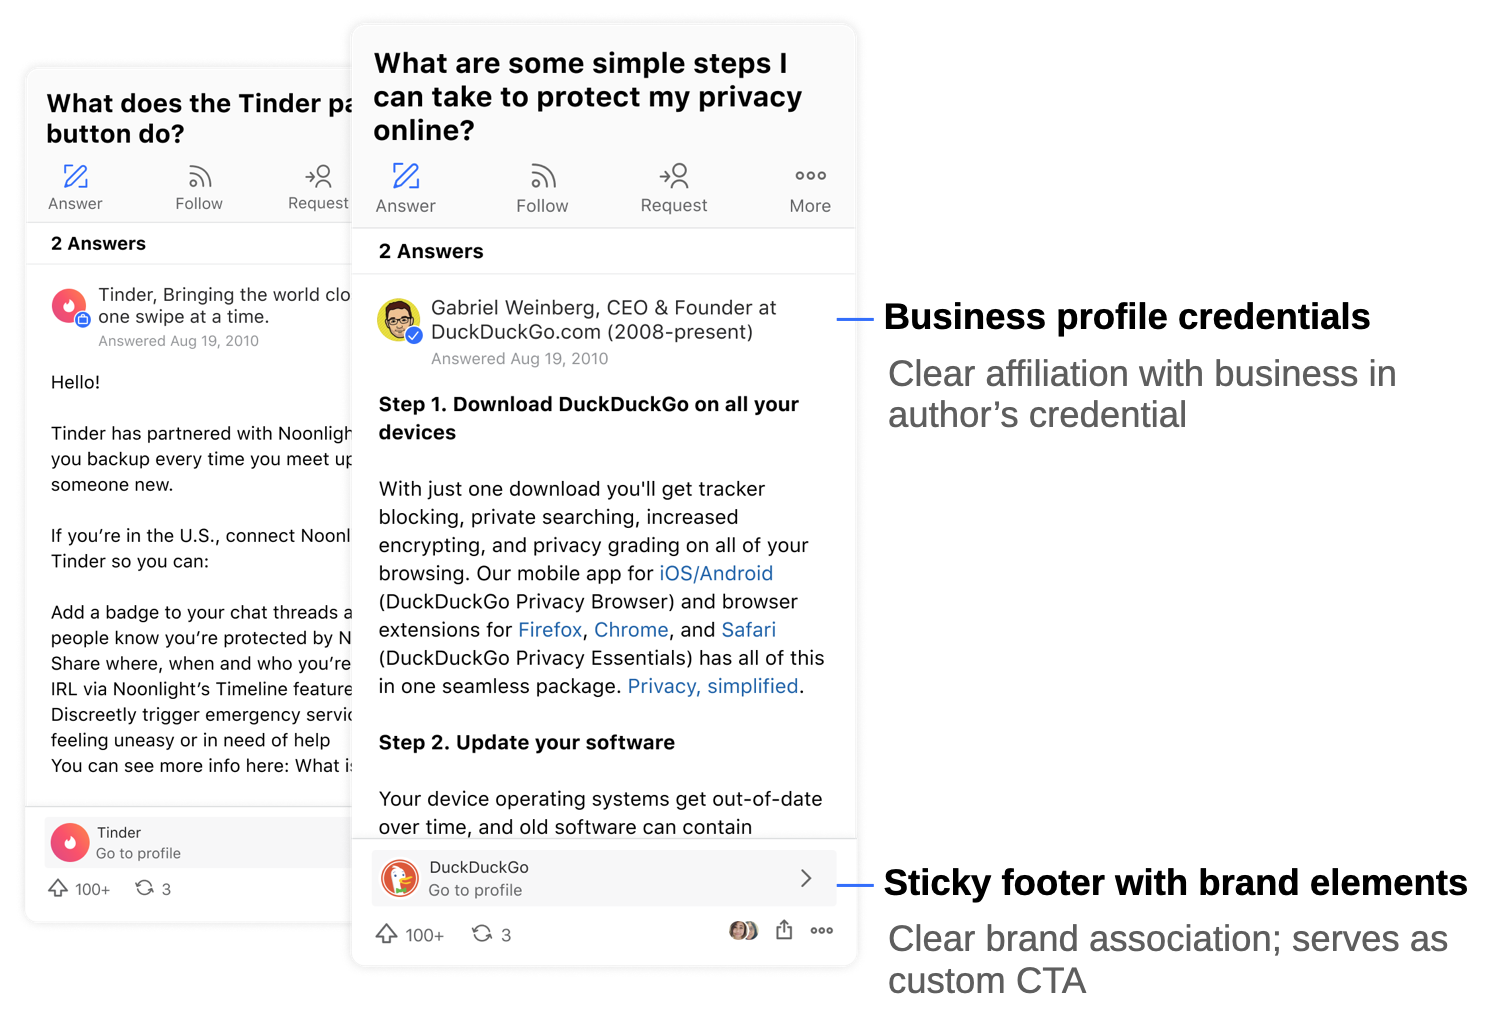 What does the Tinder pa
button do?
Answer
Follow
Request
2 Answers
Tinder, Bringing the world clo
one swipe at a time.
Answered Aug 19, 2010
Hello!
Tinder has partnered with Noonligh
you backup every time you meet up
someone new.
If you’re in the U.S., connect Noonl
Tinder so you can:
Add a badge to your chat threads a
people know you’re protected by N
Share where, when and who you’re
IRL via Noonlight’s Timeline feature
Discreetly trigger emergency servic
feeling uneasy or in need of help
You can see more info here: What is
Tinder
Go to profile
100+
3
What are some simple steps I
can take to protect my privacy
online?
Answer
Follow
Request
More
2 Answers
Gabriel Weinberg, CEO & Founder at
DuckDuckGo.com (2008-present)
Answered Aug 19, 2010
Step 1. Download DuckDuckGo on all your
devices
With just one download you'll get tracker
blocking, private searching, increased
encrypting, and privacy grading on all of your
browsing. Our mobile app for iOS/Android
(DuckDuckGo Privacy Browser) and browser
extensions for Firefox, Chrome, and Safari
(DuckDuckGo Privacy Essentials) has all of this
in one seamless package. Privacy, simplified.
Step 2. Update your software
Your device operating systems get out-of-date
over time, and old software can contain
DuckDuckGo
Go to profile
100+
3
Business profile credentials
Clear affiliation with business in
author’s credential
Sticky footer with brand elements
Clear brand association; serves as
custom CTA